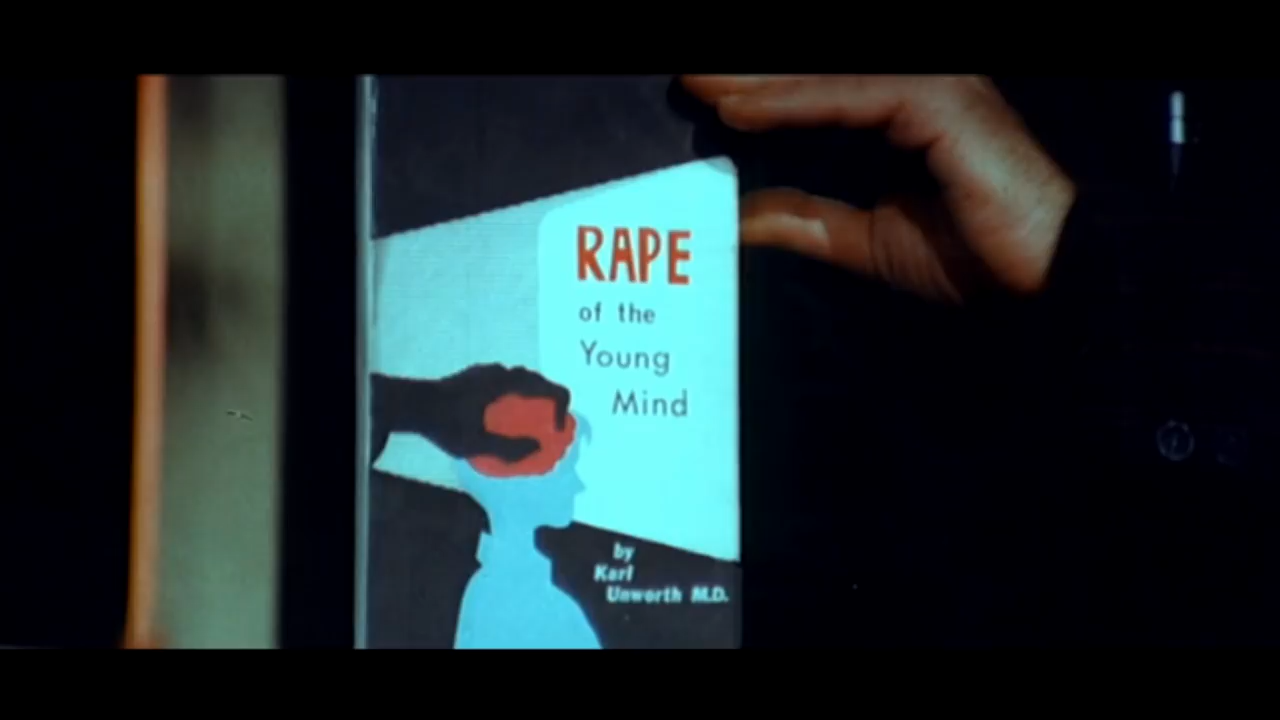 RAPE
of the
Young
Mind
by
Karl
Unworth M.D.